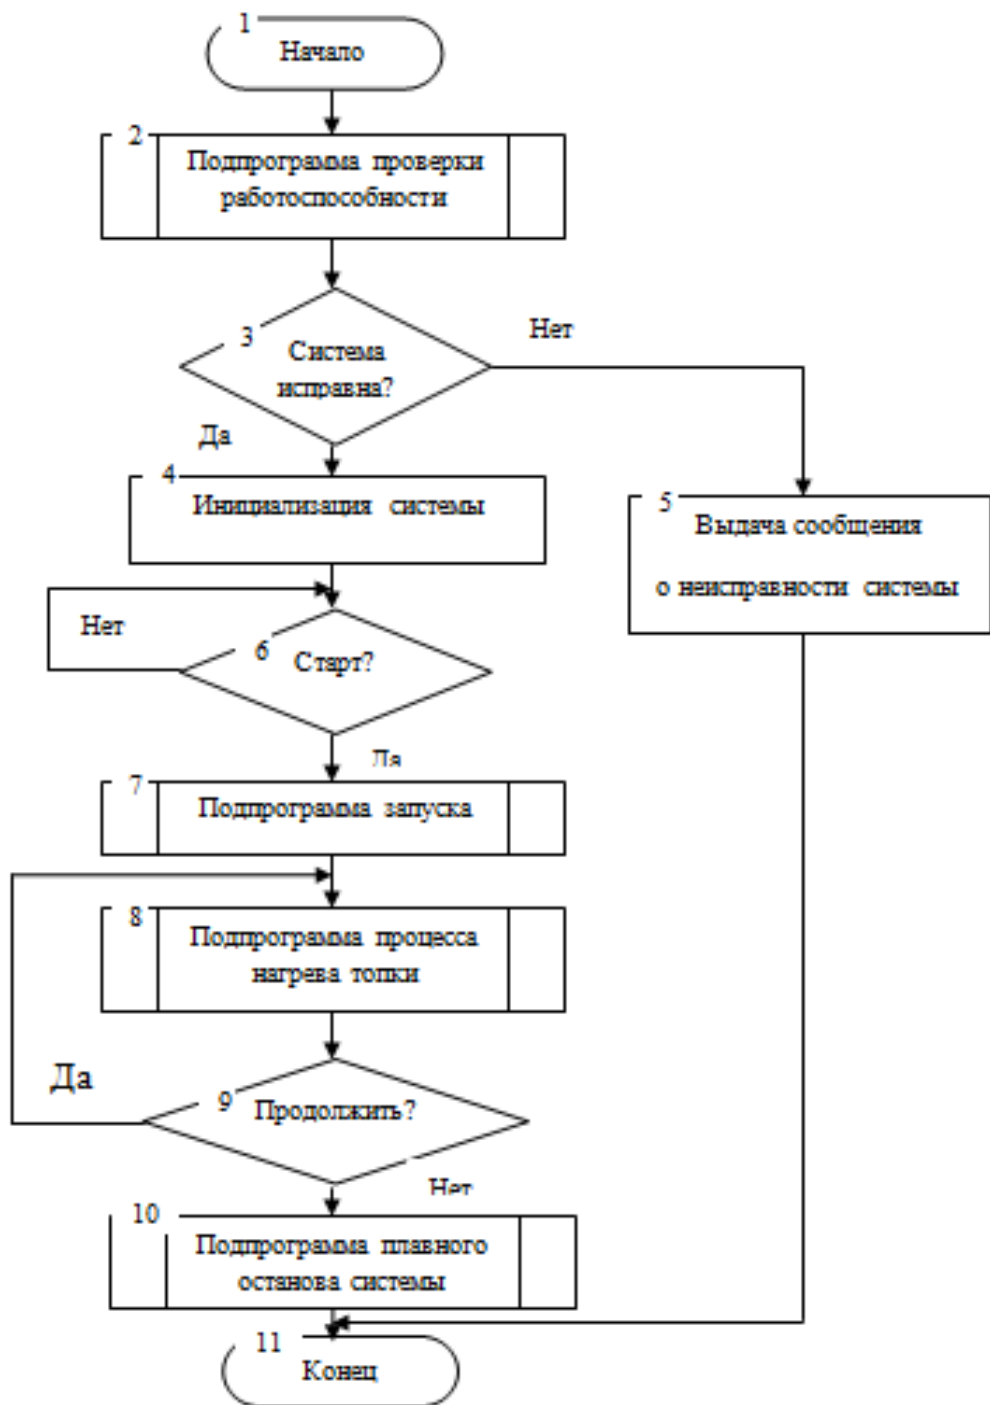 1
Начало
2
Подпрограмма проверки
работоспособности
3
Система
исправна?
Нет
Да
4
Инициализация системы
5
Выдача сообщения
о неисправности системы
Нет
6
Старт?
Да
7
Подпрограмма запуска
8
Подпрограмма процесса
нагрева топки
Да
9
Продолжить?
Нет
10
Подпрограмма плавного
останова системы
11
Конец